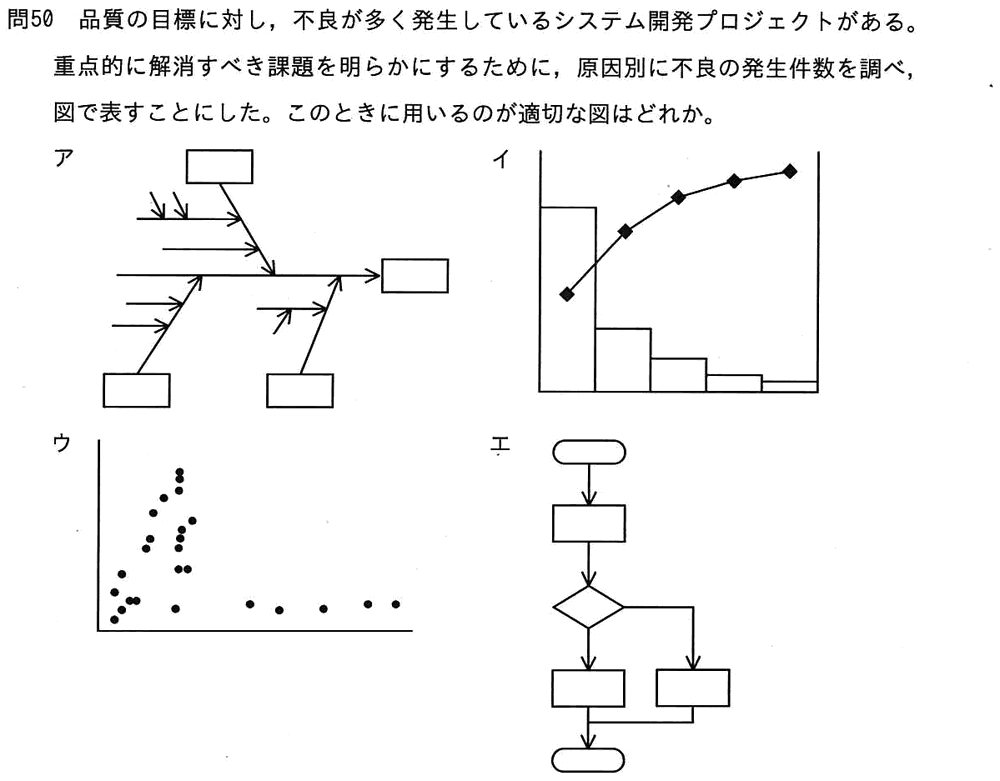 問50 品質の目標に対し，不良が多く発生しているシステム開発プロジェクトがある。
重点的に解消すべき課題を明らかにするために，原因別に不良の発生件数を調べ，
図で表すことにした。このときに用いるのが適切な図はどれか。
ア
イ
ウ
エ